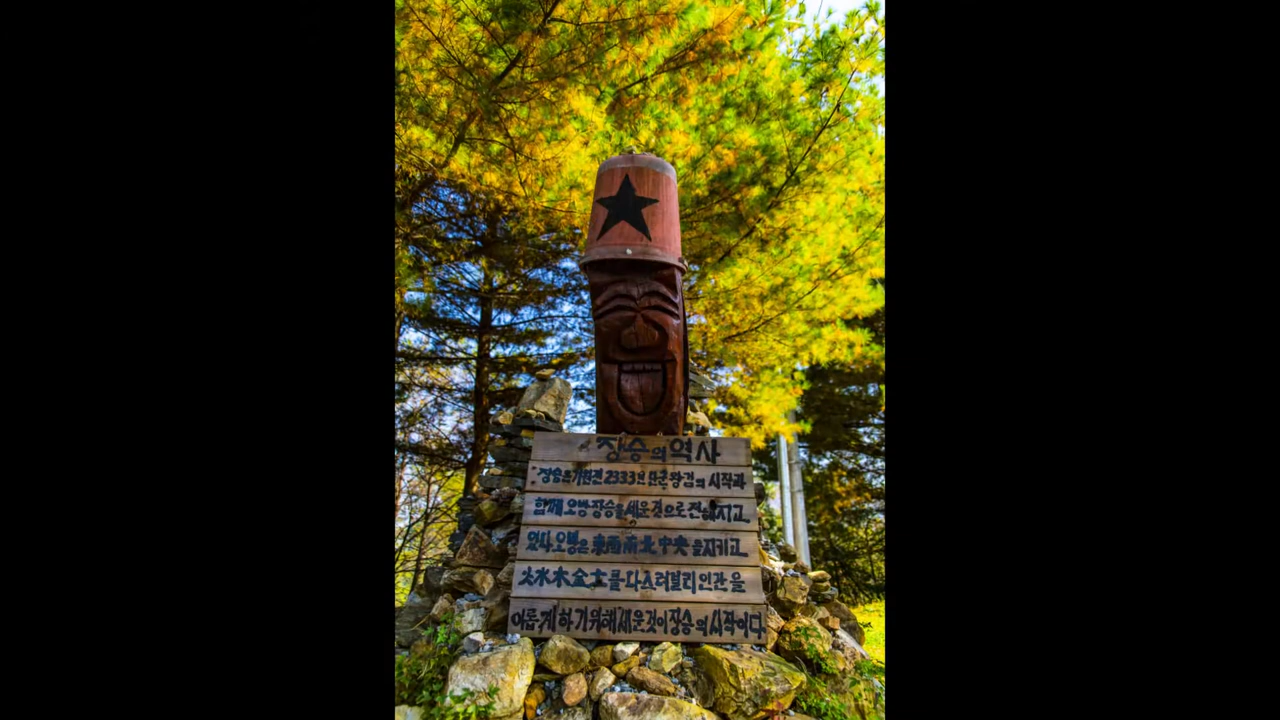 장승의 역사
장승은 기원전 2333년 단군왕검의 시작과
함께 오방장승을 세운것으로 전해지고
있다. 오방은 東西南北中央을 지키고
火水木金土를 다스려 널리 인간을
이롭게 하기위해 세운것이 장승의 시작이다